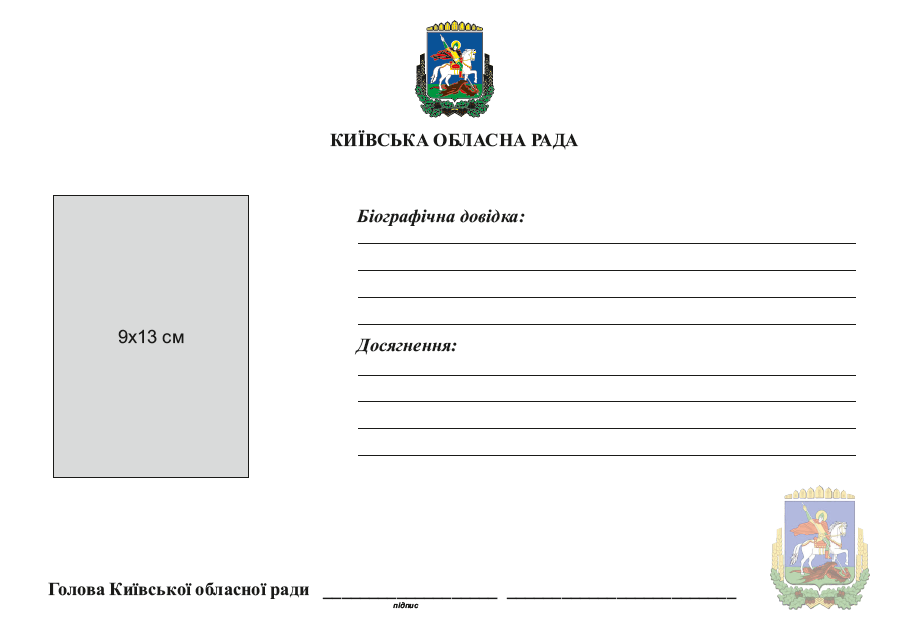 КИЇВСЬКА ОБЛАСНА РАДА
Біографічна довідка:
9х13 см
Досягнення:
Голова Київської обласної ради
підпис